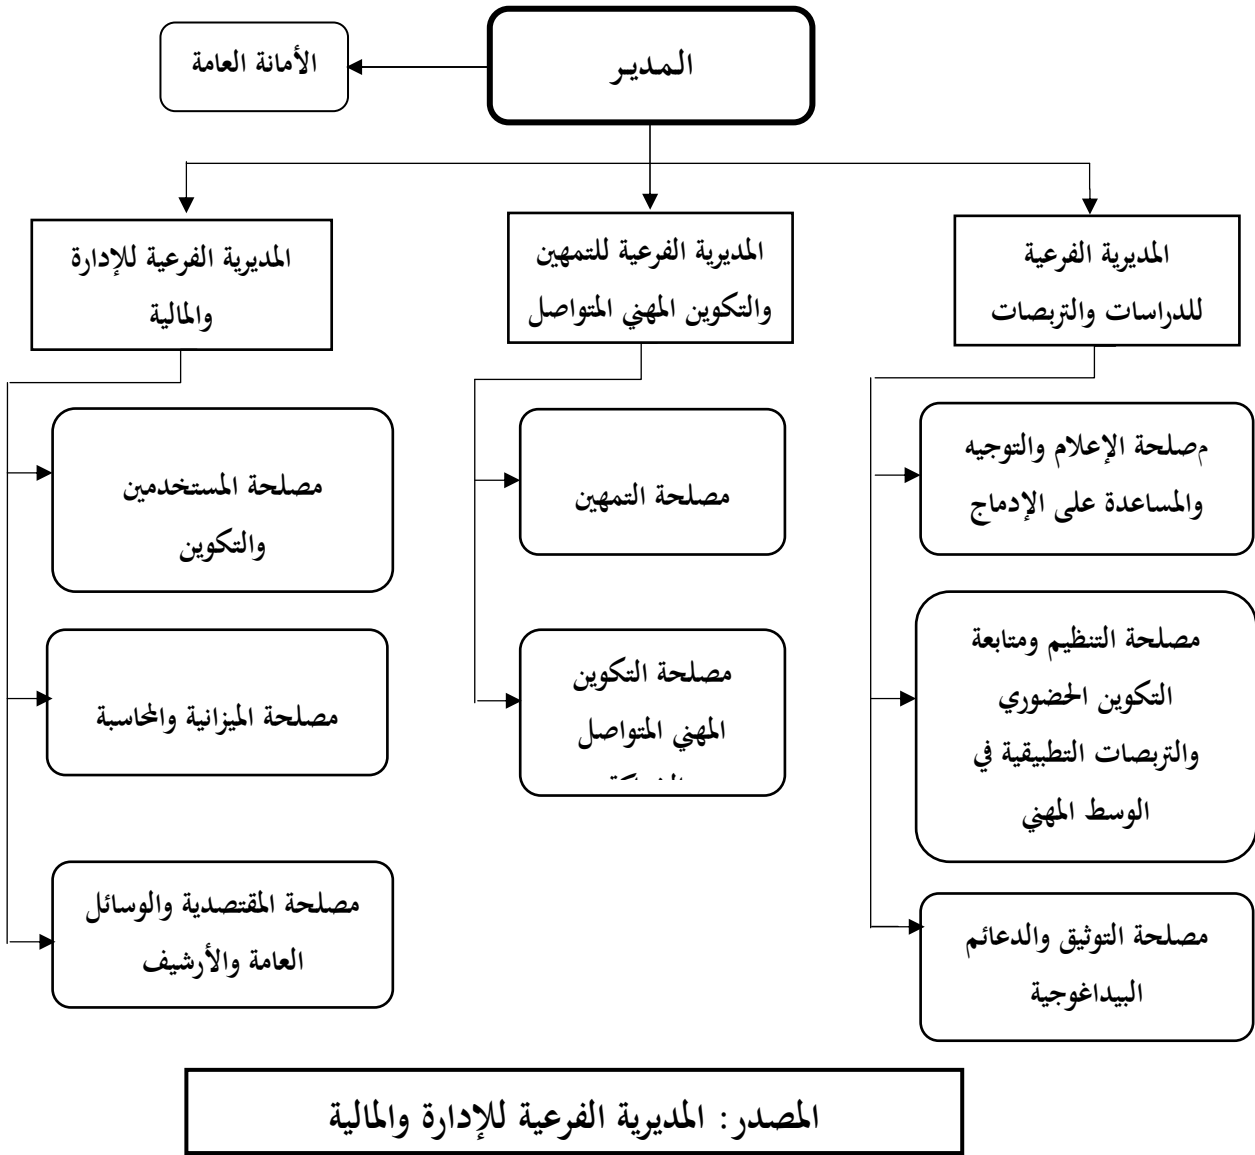 المدير
الأمانة العامة
المديرية الفرعية
للدراسات والتربصات
المديرية الفرعية للتمهين
والتكوين المهني المتواصل
المديرية الفرعية للإدارة
والمالية
مصلحة الإعلام والتوجيه
والمساعدة على الإدماج
مصلحة التنظيم ومتابعة
التكوين الحضوري
والتربصات التطبيقية في
الوسط المهني
مصلحة التوثيق والدعائم
البيداغوجية
مصلحة التمهين
مصلحة التكوين
المهني المتواصل
مصلحة المستخدمين
والتكوين
مصلحة الميزانية والمحاسبة
مصلحة المقتصدية والوسائل
العامة والأرشيف
المصدر: المديرية الفرعية للإدارة والمالية